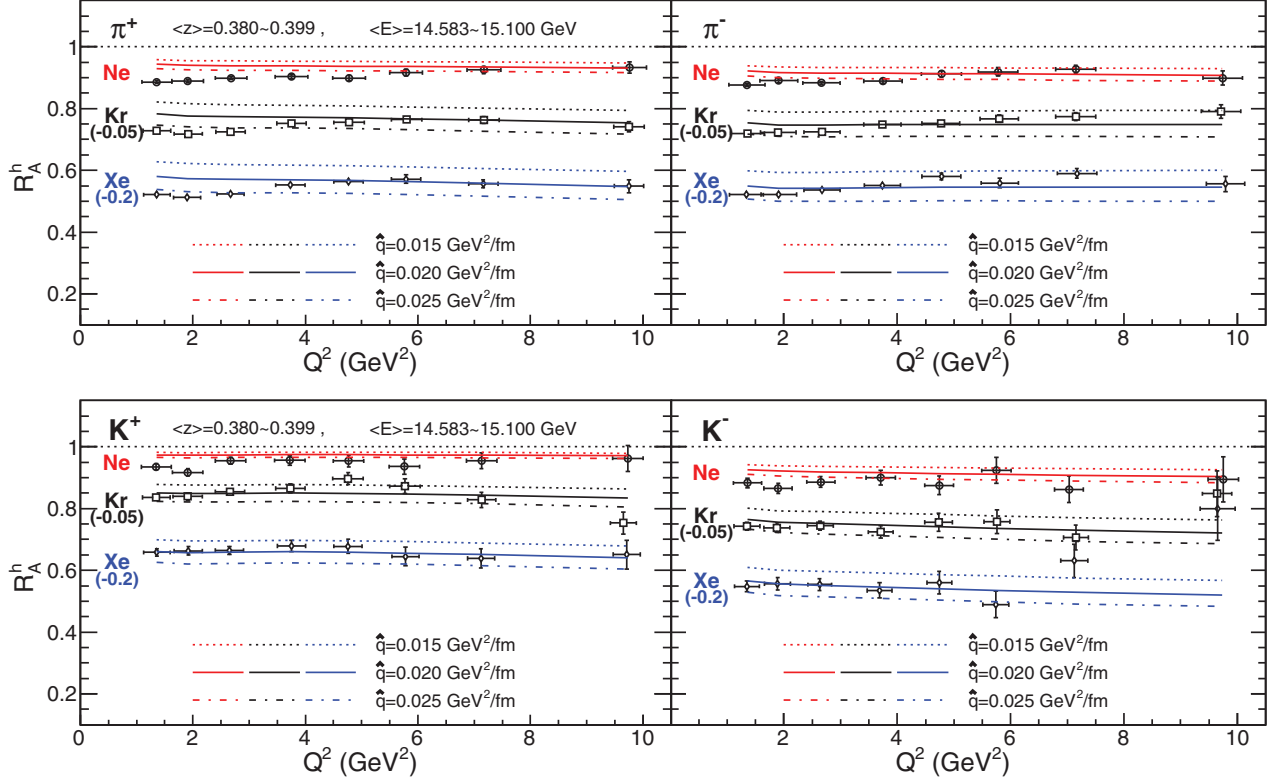 π⁺ <z>=0.380~0.399 , <E>=14.583~15.100 GeV
π⁻
Ne
Kr
(-0.05)
Xe
(-0.2)
Ne
Kr
(-0.05)
Xe
(-0.2)
R_A^h
1
0.8
0.6
0.4
0.2
q̂=0.015 GeV²/fm
q̂=0.020 GeV²/fm
q̂=0.025 GeV²/fm
q̂=0.015 GeV²/fm
q̂=0.020 GeV²/fm
q̂=0.025 GeV²/fm
0 2 4 6 8 10
2 4 6 8 10
Q² (GeV²)
Q² (GeV²)
K⁺ <z>=0.380~0.399 , <E>=14.583~15.100 GeV
K⁻
Ne
Kr
(-0.05)
Xe
(-0.2)
Ne
Kr
(-0.05)
Xe
(-0.2)
R_A^h
1
0.8
0.6
0.4
0.2
q̂=0.015 GeV²/fm
q̂=0.020 GeV²/fm
q̂=0.025 GeV²/fm
q̂=0.015 GeV²/fm
q̂=0.020 GeV²/fm
q̂=0.025 GeV²/fm
0 2 4 6 8 10
2 4 6 8 10
Q² (GeV²)
Q² (GeV²)